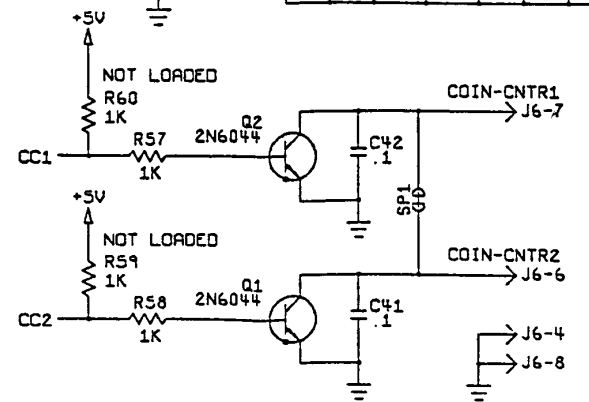 +5V
NOT LOADED
R60
1K
CC1
R57
1K
Q2
2N6044
C42
.1
COIN-CNTR1
J6-7
SP1
+5V
NOT LOADED
R59
1K
CC2
R58
1K
Q1
2N6044
C41
.1
COIN-CNTR2
J6-6
J6-4
J6-8